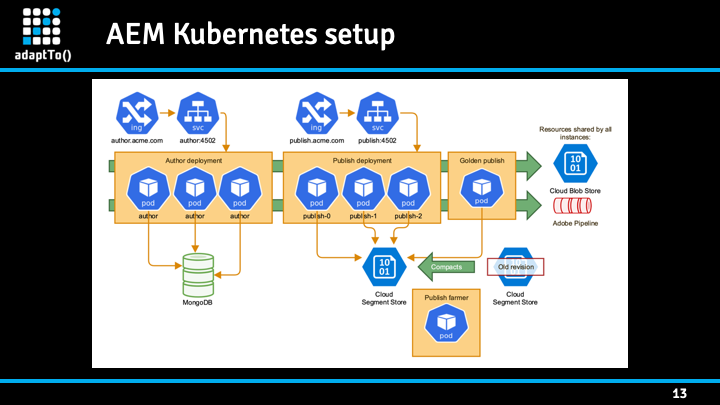 adaptTo()
AEM Kubernetes setup
ing
svc
author.acme.com
author:4502
ing
svc
publish.acme.com
publish:4502
Resources shared by all
instances:
10
01
Cloud Blob Store
Adobe Pipeline
Author deployment
pod
pod
pod
author
author
author
Publish deployment
pod
pod
pod
publish-0
publish-1
publish-2
Golden publish
pod
MongoDB
10
01
Cloud
Segment Store
Compacts
Old revision
Cloud
Segment Store
Publish farmer
pod
13